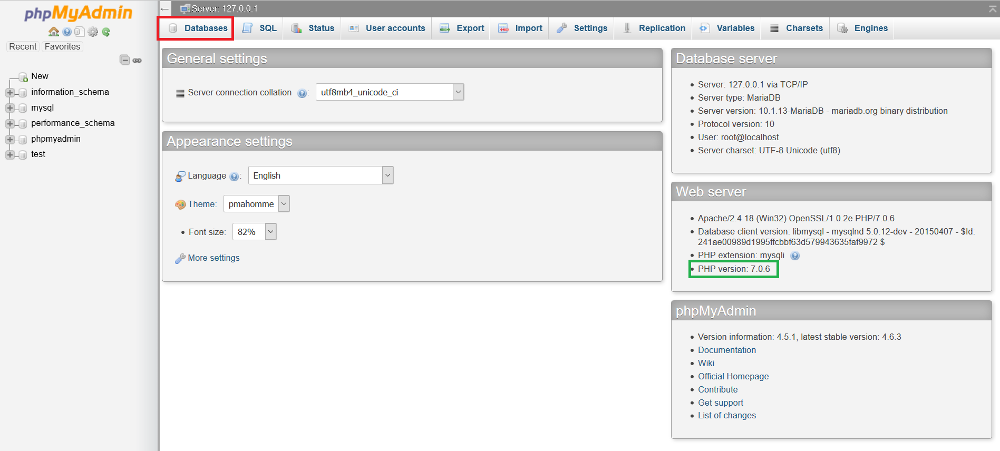 phpMyAdmin
Recent Favorites
New
information_schema
mysql
performance_schema
phpmyadmin
test
Server: 127.0.0.1
Databases SQL Status User accounts Export Import Settings Replication Variables Charsets Engines
General settings
Server connection collation : utf8mb4_unicode_ci
Appearance settings
Language : English
Theme: pmahomme
• Font size: 82%
More settings
Database server
• Server: 127.0.0.1 via TCP/IP
• Server type: MariaDB
• Server version: 10.1.13-MariaDB - mariadb.org binary distribution
• Protocol version: 10
• User: root@localhost
• Server charset: UTF-8 Unicode (utf8)
Web server
• Apache/2.4.18 (Win32) OpenSSL/1.0.2e PHP/7.0.6
• Database client version: libmysql - mysqlnd 5.0.12-dev - 20150407 - $Id:
241ae00989d1995ffcbbf63d579943635faf9972 $
• PHP extension: mysqli
• PHP version: 7.0.6
phpMyAdmin
• Version information: 4.5.1, latest stable version: 4.6.3
• Documentation
• Wiki
• Official Homepage
• Contribute
• Get support
• List of changes